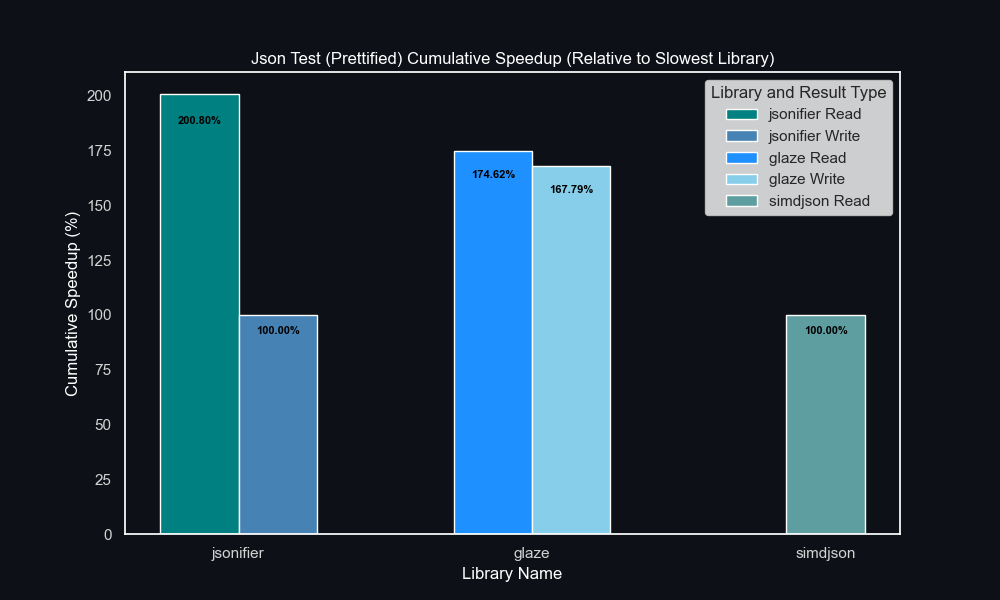 Json Test (Prettified) Cumulative Speedup (Relative to Slowest Library)
Library and Result Type
jsonifier Read
jsonifier Write
glaze Read
glaze Write
simdjson Read
Cumulative Speedup (%)
200
175
150
125
100
75
50
25
0
200.80%
100.00%
174.62%
167.79%
100.00%
jsonifier
glaze
simdjson
Library Name